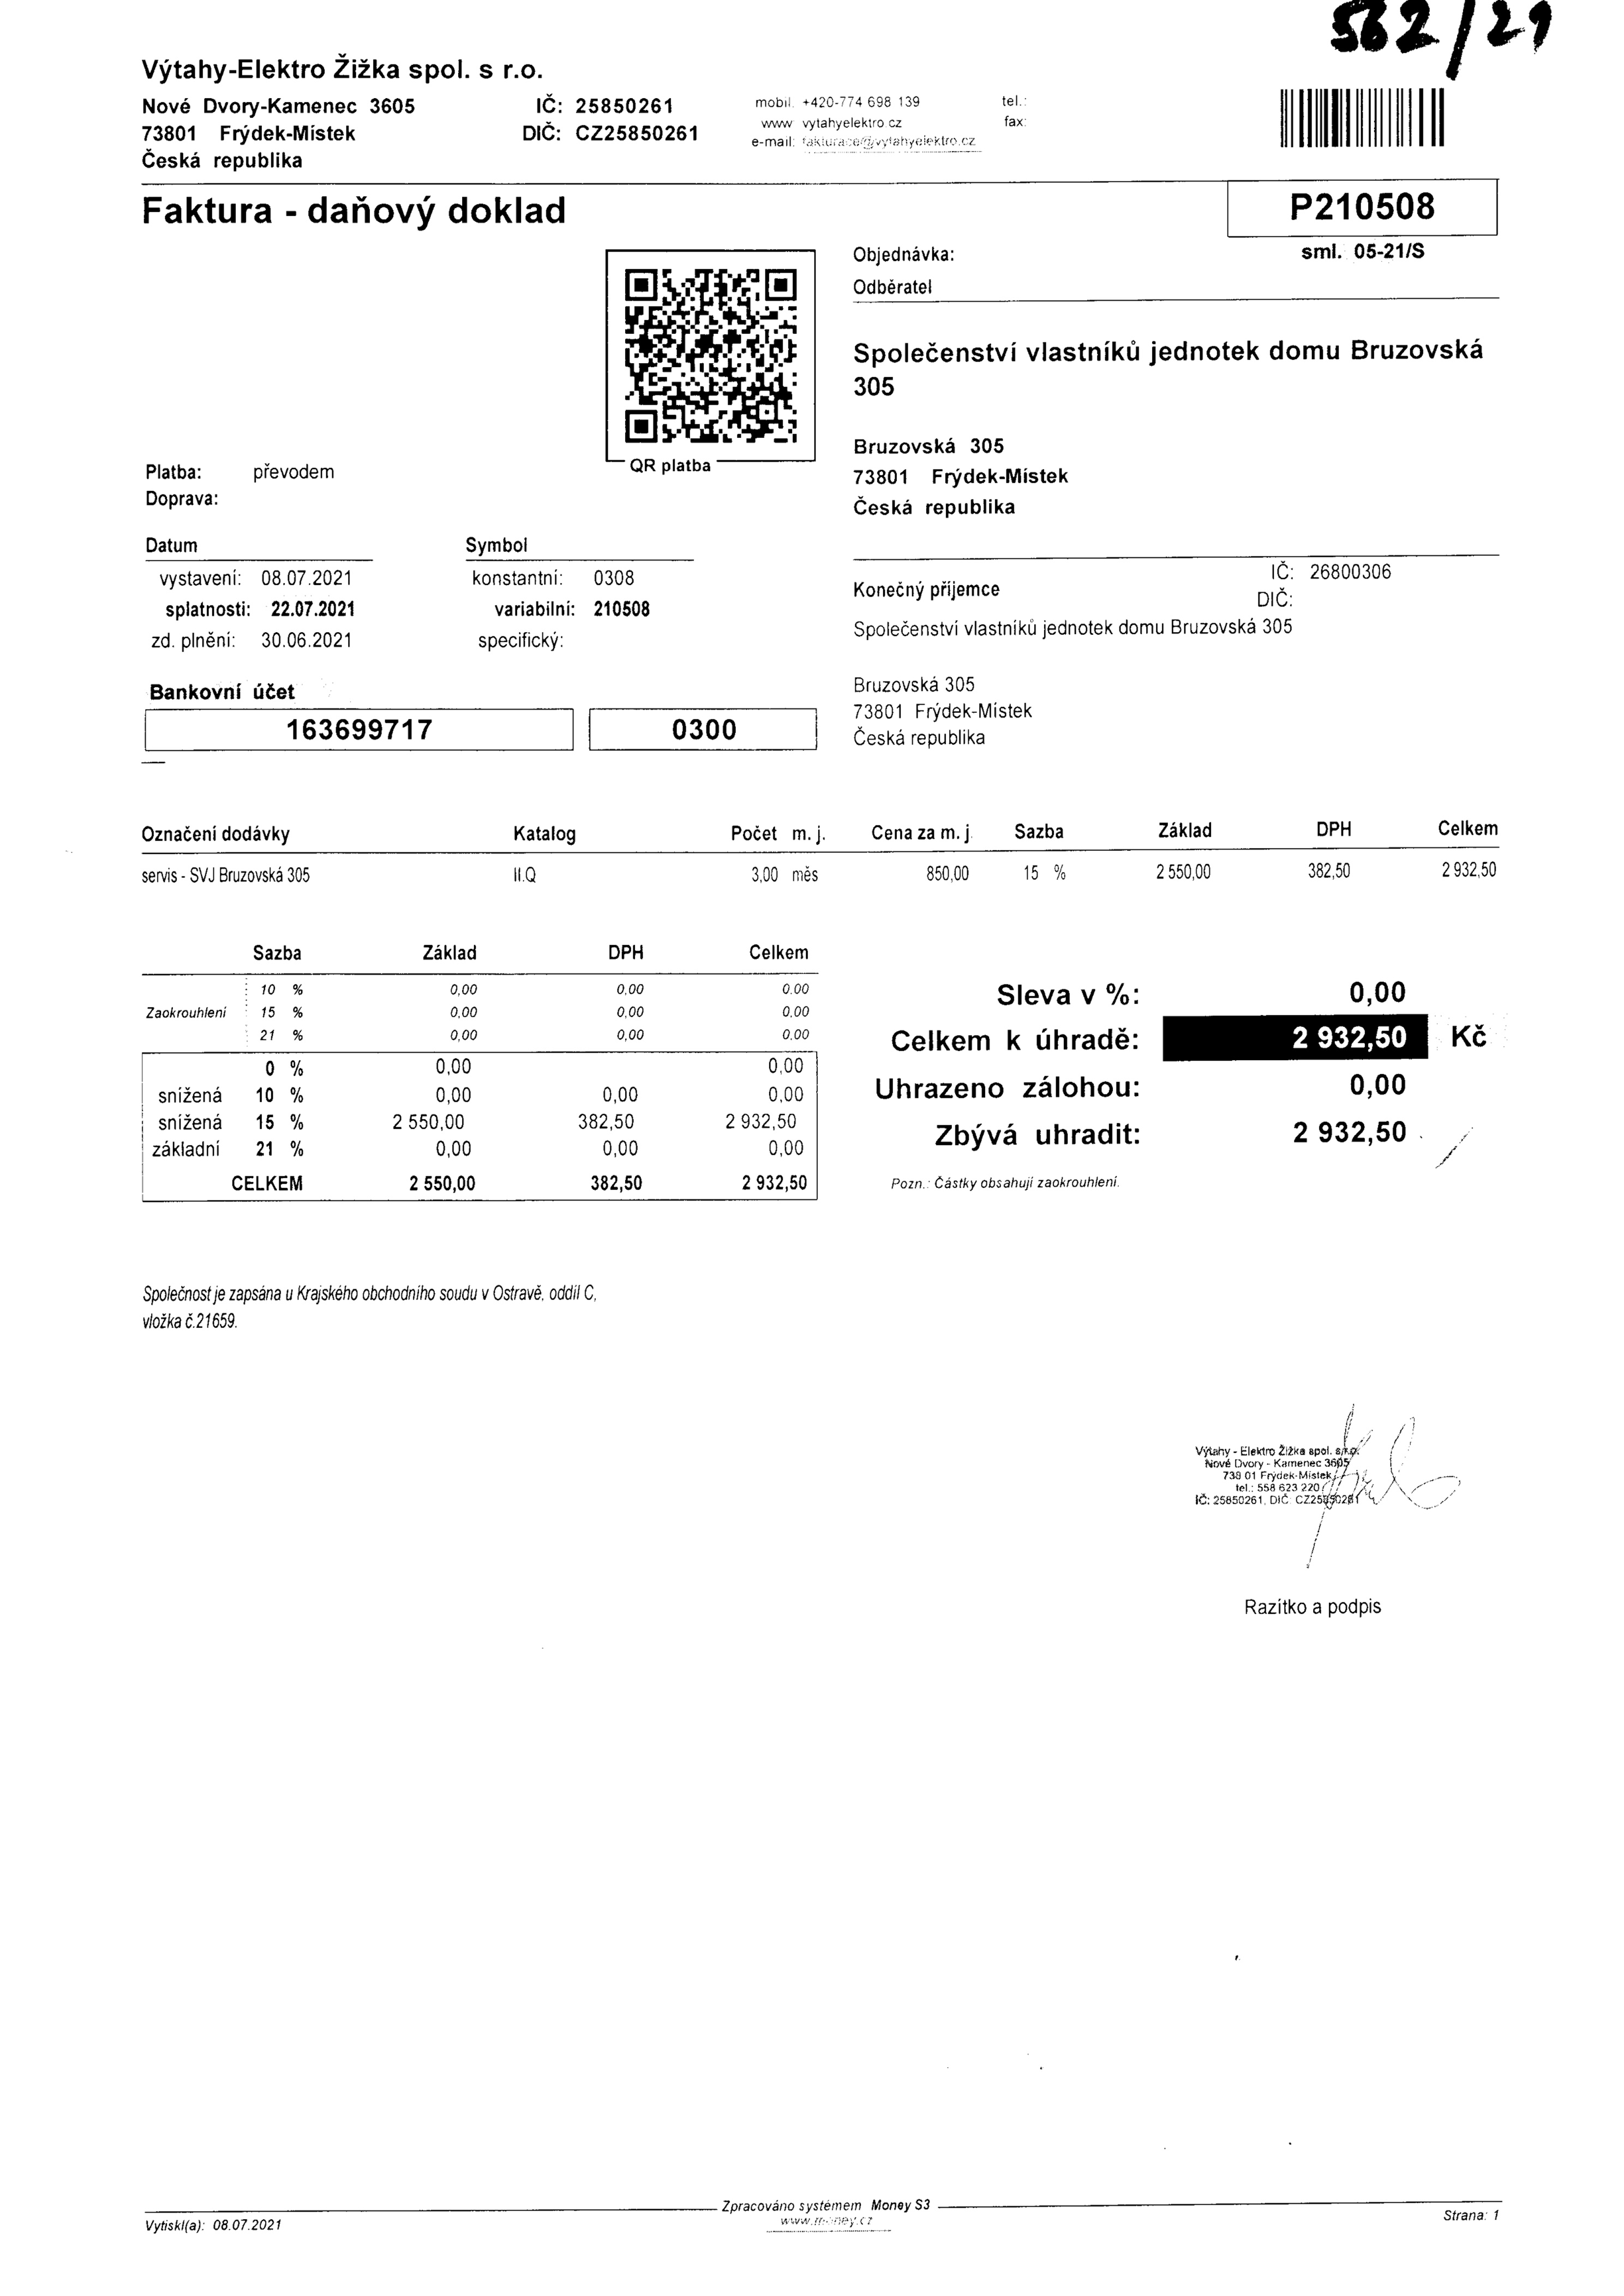 562/21
Výtahy-Elektro Žižka spol. s r.o.
Nové Dvory-Kamenec 3605 IČ: 25850261 mobil. +420-774 698 139 tel.:
73801 Frýdek-Místek DIČ: CZ25850261 www vytahyelektro.cz fax:
Česká republika e-mail: fakturace@vytahyelektro.cz
Faktura - daňový doklad P210508
Objednávka: sml. 05-21/S
Odběratel
Společenství vlastníků jednotek domu Bruzovská
305
Bruzovská 305
73801 Frýdek-Místek
Česká republika
QR platba
Platba: převodem
Doprava:
Datum Symbol
vystavení: 08.07.2021 konstantní: 0308
splatnosti: 22.07.2021 variabilní: 210508
zd. plnění: 30.06.2021 specifický:
IČ: 26800306
Konečný příjemce DIČ:
Společenství vlastníků jednotek domu Bruzovská 305
Bruzovská 305
73801 Frýdek-Místek
Česká republika
Bankovní účet
163699717 0300
Označení dodávky Katalog Počet m. j. Cena za m. j Sazba Základ DPH Celkem
servis - SVJ Bruzovská 305 II.Q 3,00 měs 850,00 15 % 2 550,00 382,50 2 932,50
Sazba Základ DPH Celkem
10 % 0,00 0,00 0.00
Zaokrouhlení 15 % 0,00 0,00 0.00
21 % 0,00 0,00 0.00
0 % 0,00 0,00
snížená 10 % 0,00 0,00 0,00
snížená 15 % 2 550,00 382,50 2 932,50
základní 21 % 0,00 0,00 0,00
CELKEM 2 550,00 382,50 2 932,50
Sleva v %: 0,00
Celkem k úhradě: 2 932,50 Kč
Uhrazeno zálohou: 0,00
Zbývá uhradit: 2 932,50
Pozn.: Částky obsahují zaokrouhlení.
Společnost je zapsána u Krajského obchodního soudu v Ostravě, oddíl C,
vložka č.21659.
Výtahy - Elektro Žižka spol. s r.o.
Nové Dvory - Kamenec 3605
738 01 Frýdek-Místek
tel.: 558 623 220
IČ: 25850261, DIČ: CZ25850261
Razítko a podpis
Zpracováno systémem Money S3
www.money.cz
Vytiskl(a): 08.07.2021 Strana: 1